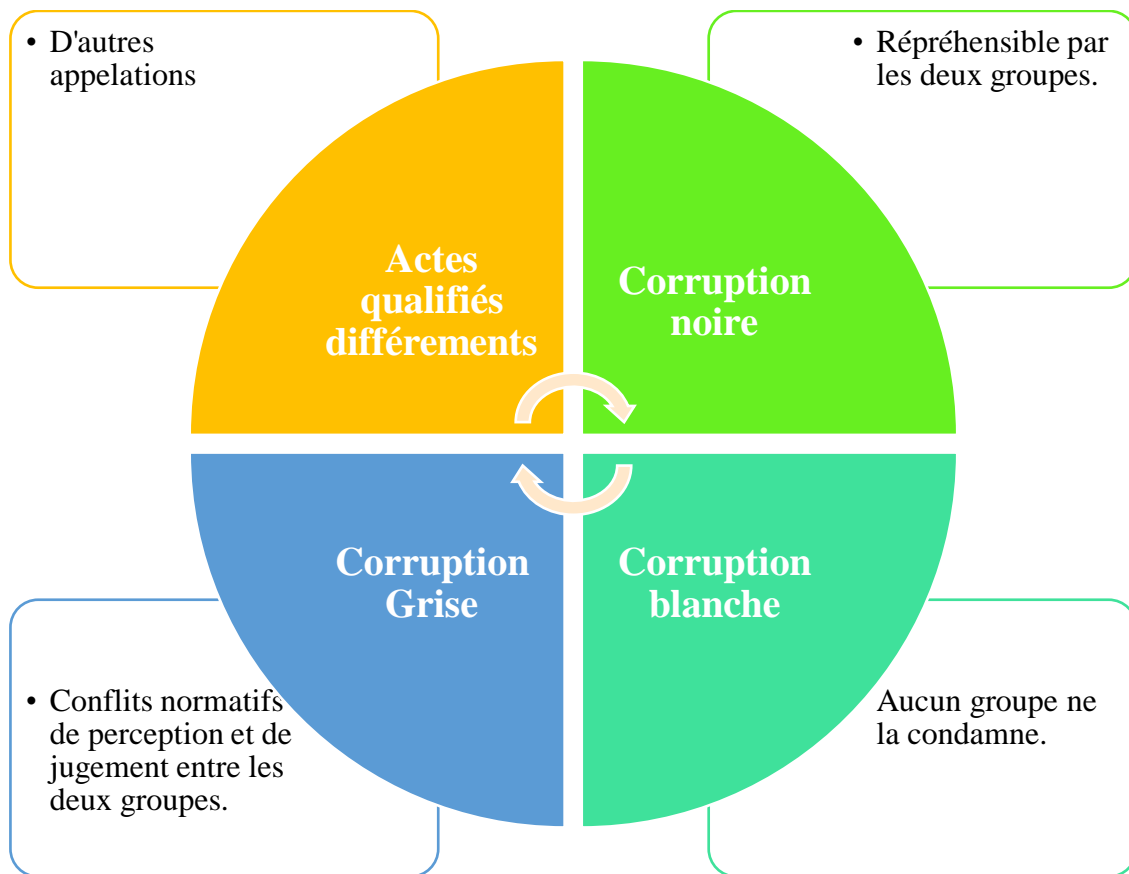 • D'autres
appelations
• Répréhensible par
les deux groupes.
Actes
qualifiés
différements
Corruption
noire
Corruption
Grise
Corruption
blanche
• Conflits normatifs
de perception et de
jugement entre les
deux groupes.
Aucun groupe ne
la condamne.